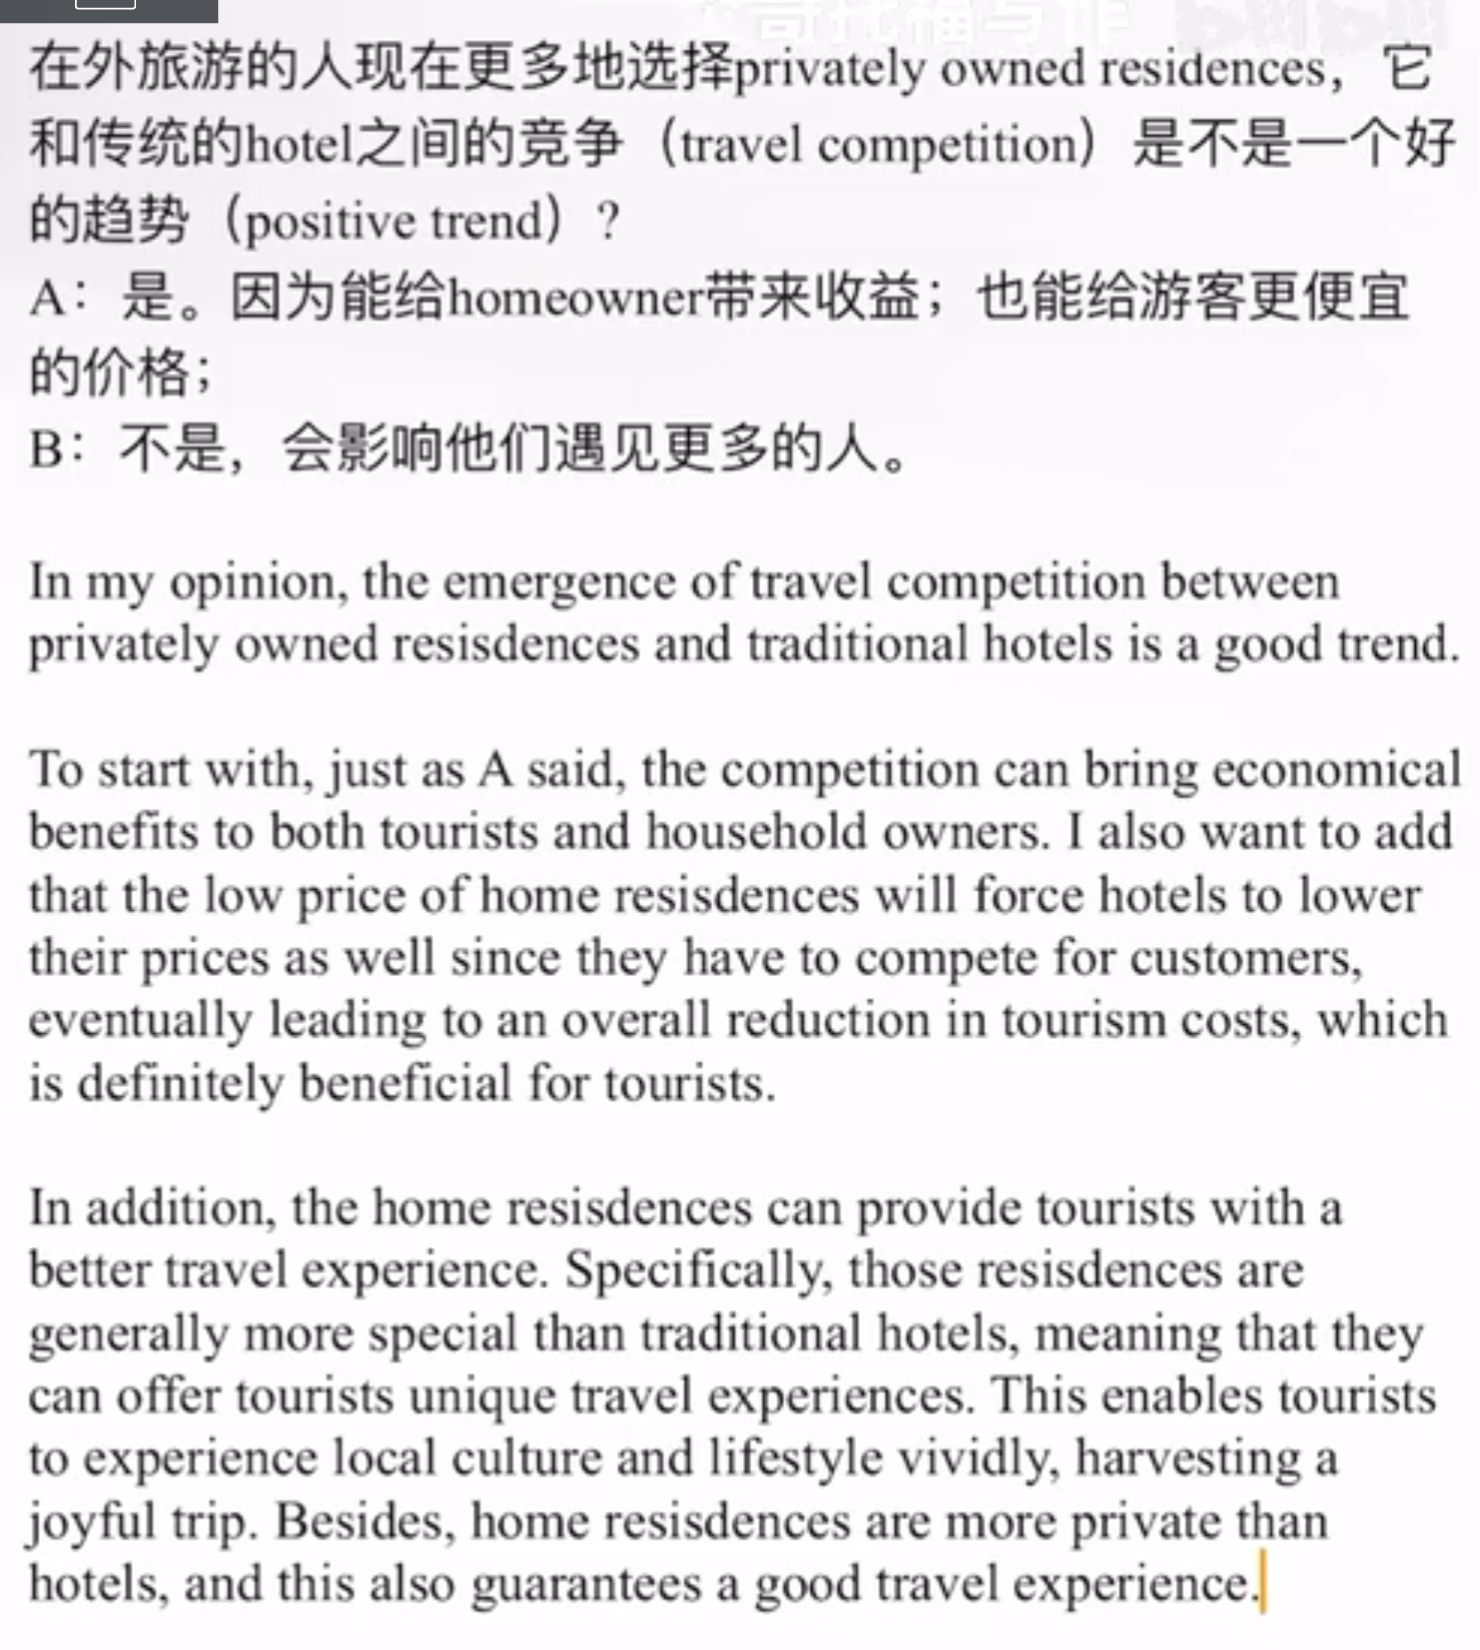 在外旅游的人现在更多地选择privately owned residences，它
和传统的hotel之间的竞争（travel competition）是不是一个好
的趋势（positive trend）?
A：是。因为能给homeowner带来收益；也能给游客更便宜
的价格；
B：不是，会影响他们遇见更多的人。
In my opinion, the emergence of travel competition between
privately owned resisdences and traditional hotels is a good trend.
To start with, just as A said, the competition can bring economical
benefits to both tourists and household owners. I also want to add
that the low price of home resisdences will force hotels to lower
their prices as well since they have to compete for customers,
eventually leading to an overall reduction in tourism costs, which
is definitely beneficial for tourists.
In addition, the home resisdences can provide tourists with a
better travel experience. Specifically, those resisdences are
generally more special than traditional hotels, meaning that they
can offer tourists unique travel experiences. This enables tourists
to experience local culture and lifestyle vividly, harvesting a
joyful trip. Besides, home resisdences are more private than
hotels, and this also guarantees a good travel experience.